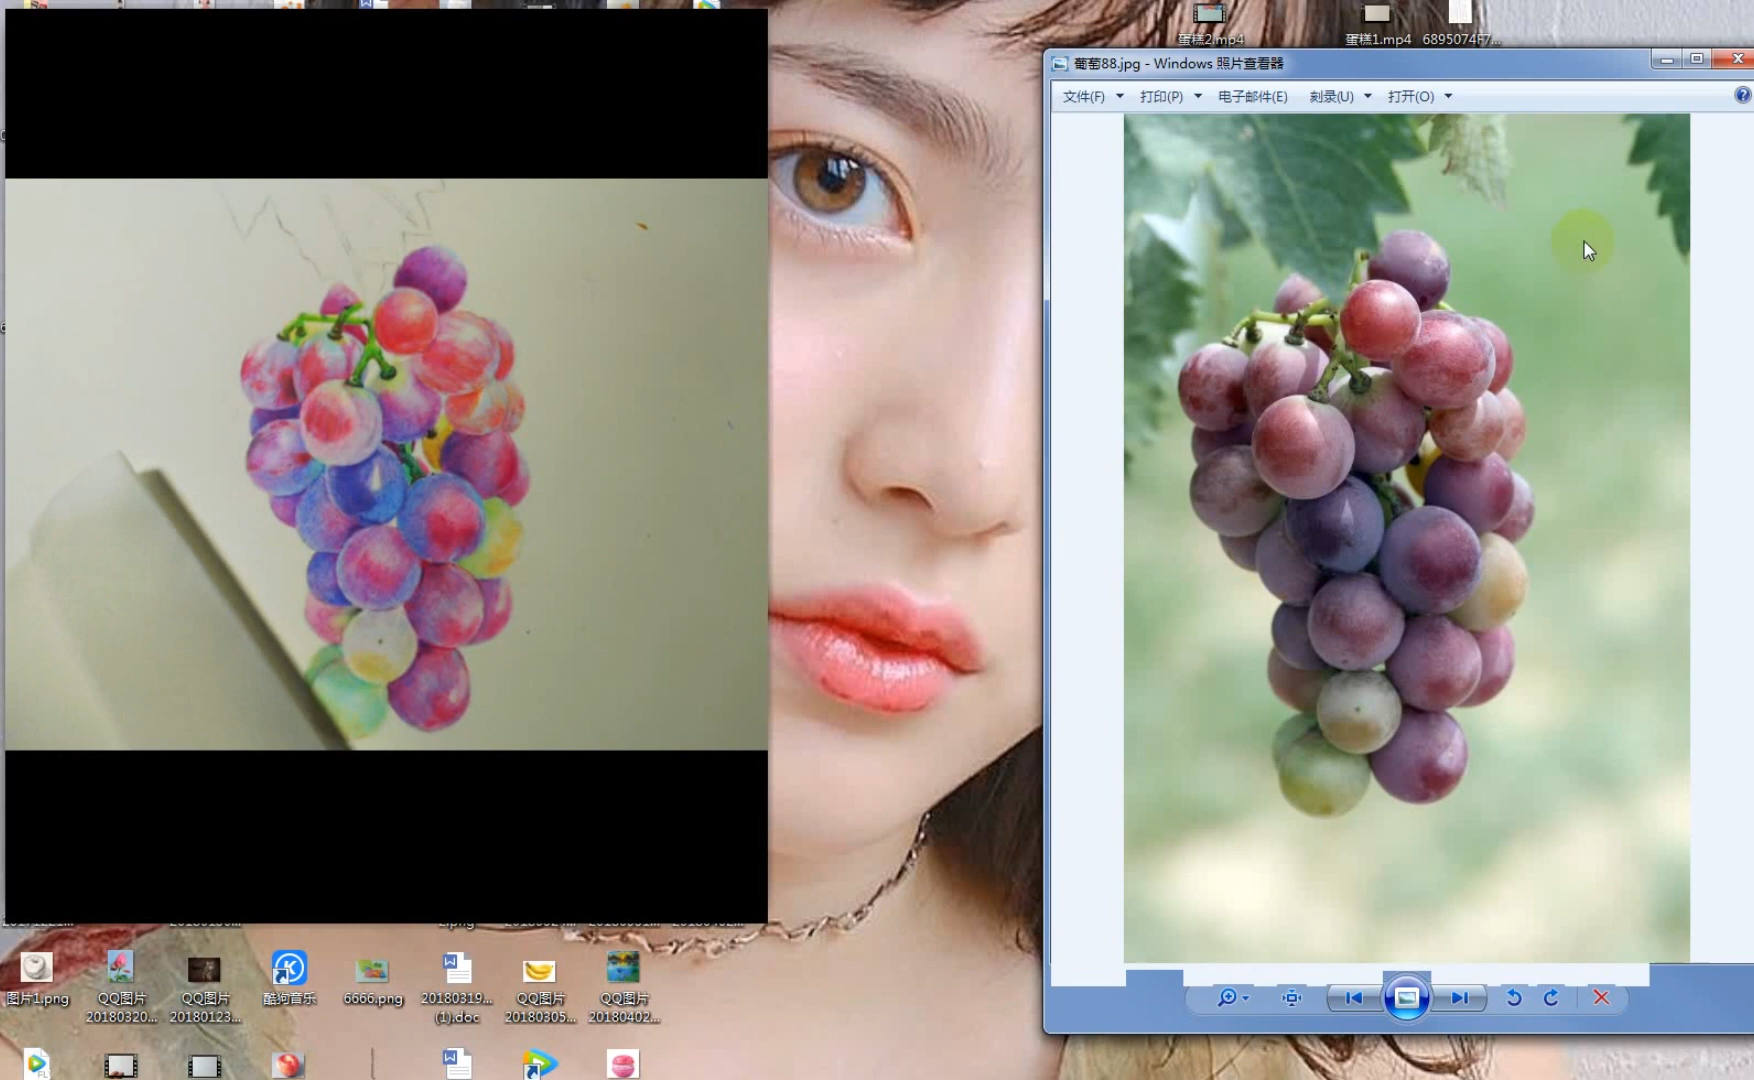 蛋糕2.mp4
蛋糕1.mp4
6895074F7...
葡萄88.jpg - Windows 照片查看器
文件(F)
打印(P)
电子邮件(E)
刻录(U)
打开(O)
图片1.png
QQ图片
20180320...
QQ图片
20180123...
酷狗音乐
6666.png
20180319...
(1).doc
QQ图片
20180305...
QQ图片
20180402...